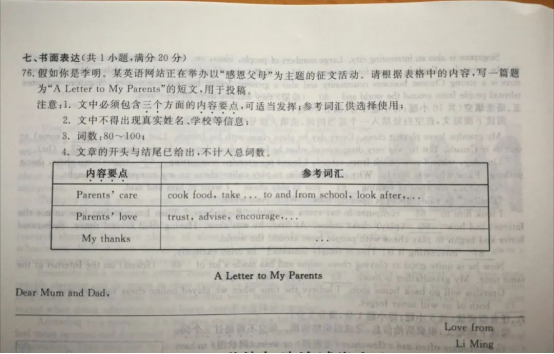 七、书面表达(共1小题,满分20分)
76. 假如你是李明。某英语网站正在举办以“感恩父母”为主题的征文活动。请根据表格中的内容,写一篇题
为“A Letter to My Parents”的短文,用于投稿。
注意:1. 文中必须包含三个方面的内容要点,可适当发挥;参考词汇供选择使用;
2. 文中不得出现真实姓名、学校等信息;
3. 词数:80~100;
4. 文章的开头与结尾已给出,不计入总词数。
内容要点 参考词汇
Parents' care cook food, take ... to and from school, look after,...
Parents' love trust, advise, encourage,...
My thanks ...
A Letter to My Parents
Dear Mum and Dad,
Love from
Li Ming